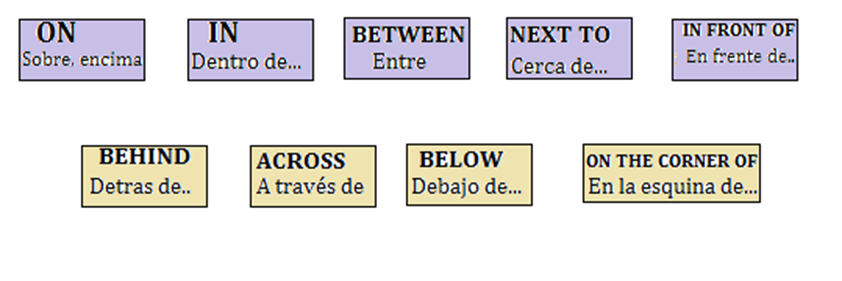 ON
Sobre, encima
IN
Dentro de...
BETWEEN
Entre
NEXT TO
Cerca de...
IN FRONT OF
En frente de..
BEHIND
Detras de..
ACROSS
A través de
BELOW
Debajo de...
ON THE CORNER OF
En la esquina de...